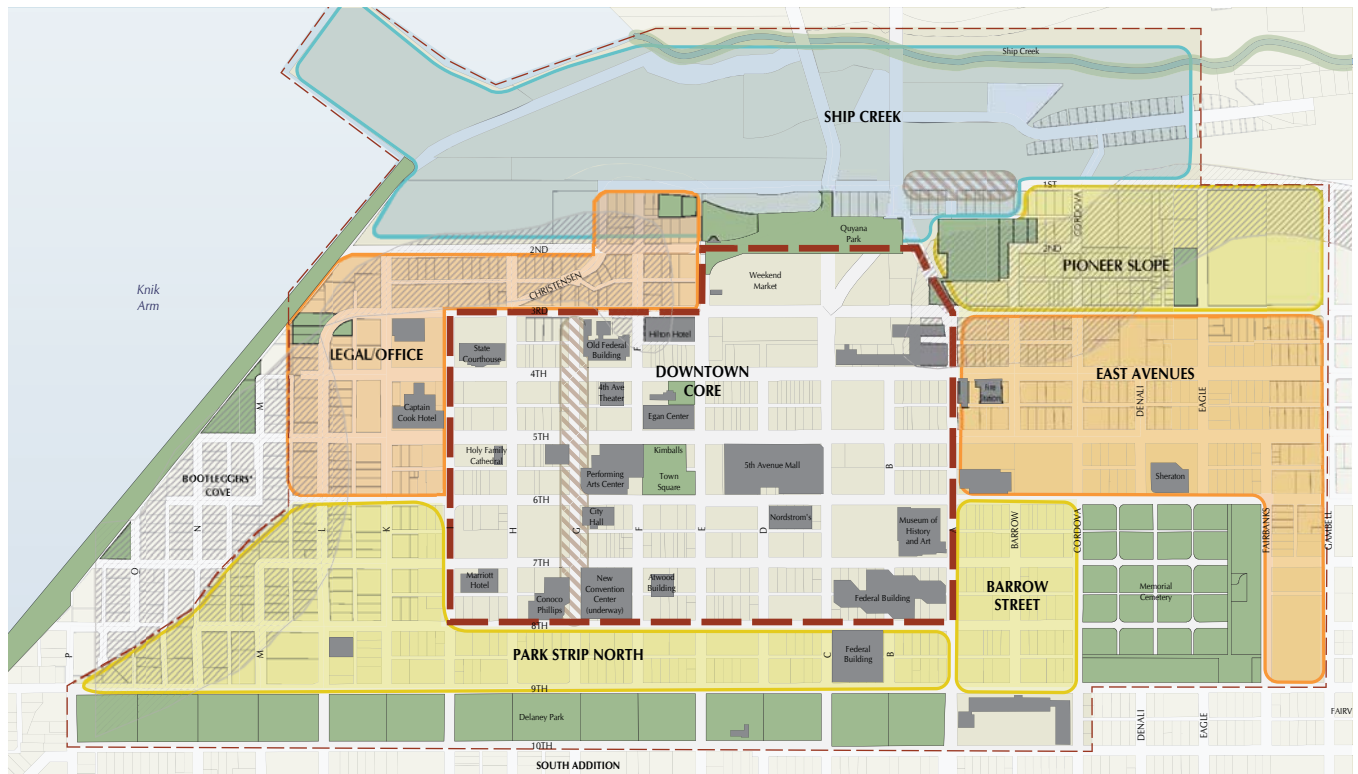 Ship Creek
SHIP CREEK
1ST
CORDOVA
Quyana
Park
2ND
2ND
PIONEER SLOPE
Weekend
Market
CHRISTENSEN
Knik
Arm
3RD
LEGAL/OFFICE
State
Courthouse
Old Federal
Building
F
Hilton Hotel
DOWNTOWN
CORE
4TH
EAST AVENUES
4th Ave
Theater
Fire
Station
DENALI
EAGLE
Captain
Cook Hotel
Egan Center
M
5TH
Holy Family
Cathedral
Kimballs
Town
Square
Performing
Arts Center
5th Avenue Mall
B
BOOTLEGGERS'
COVE
Sheraton
6TH
City
Hall
Nordstrom's
Museum of
History
and Art
N
L
K
I
H
G
F
E
D
A
BARROW
CORDOVA
FAIRBANKS
GAMBELL
7TH
O
Marriott
Hotel
Conoco
Phillips
New
Convention
Center
(underway)
Atwood
Building
Federal Building
BARROW
STREET
Memorial
Cemetery
8TH
P
M
PARK STRIP NORTH
C
Federal
Building
B
9TH
Delaney Park
DENALI
EAGLE
FAIRV
10TH
SOUTH ADDITION